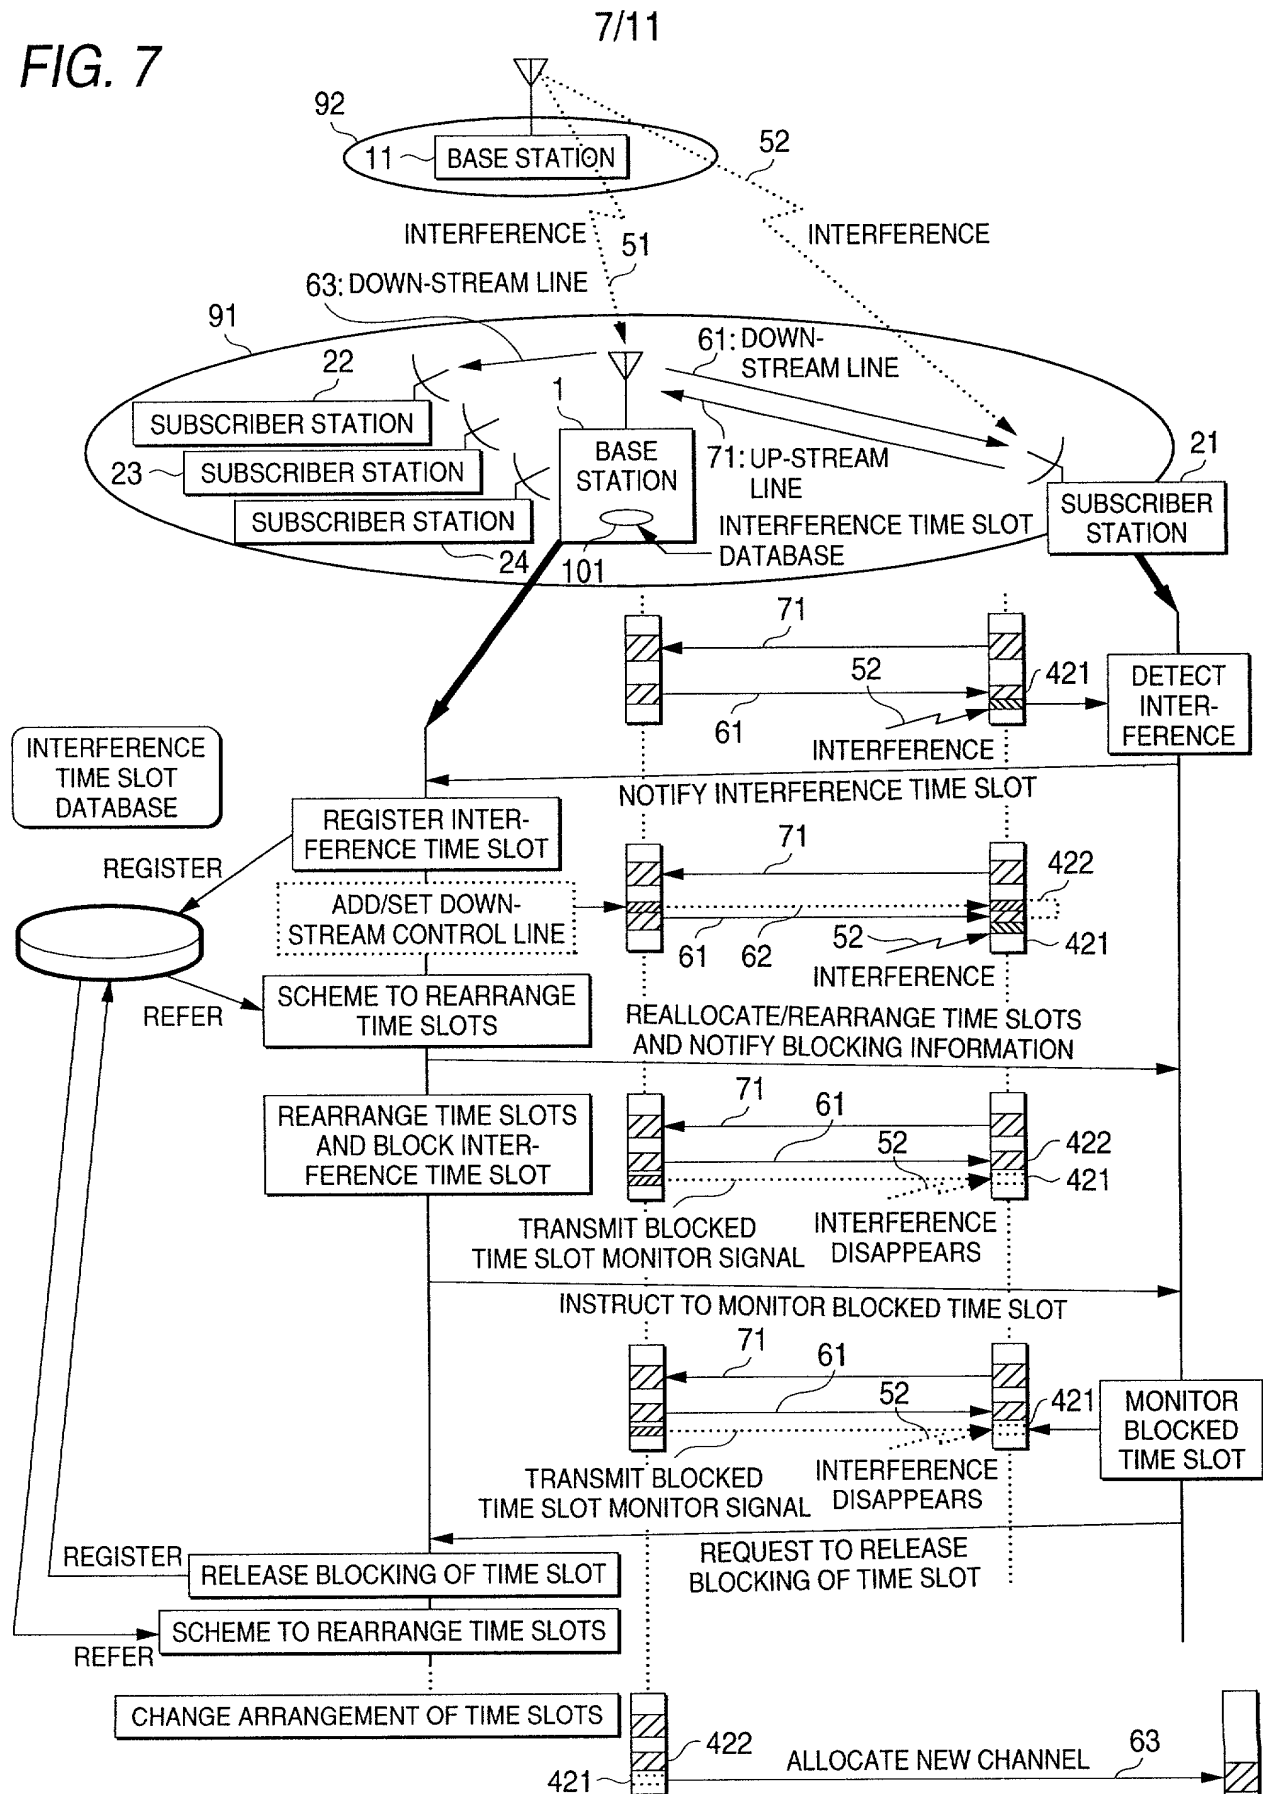 7/11
FIG. 7
92
11
BASE STATION
52
INTERFERENCE
51
INTERFERENCE
63: DOWN-STREAM LINE
91
61: DOWN-
STREAM LINE
22
SUBSCRIBER STATION
1
BASE
STATION
23
SUBSCRIBER STATION
71: UP-STREAM
LINE
21
SUBSCRIBER
STATION
SUBSCRIBER STATION
24
101
INTERFERENCE TIME SLOT
DATABASE
71
52
421
61
INTERFERENCE
DETECT
INTER-
FERENCE
INTERFERENCE
TIME SLOT
DATABASE
NOTIFY INTERFERENCE TIME SLOT
REGISTER INTER-
FERENCE TIME SLOT
REGISTER
71
422
ADD/SET DOWN-
STREAM CONTROL LINE
61
62
52
421
INTERFERENCE
REFER
SCHEME TO REARRANGE
TIME SLOTS
REALLOCATE/REARRANGE TIME SLOTS
AND NOTIFY BLOCKING INFORMATION
REARRANGE TIME SLOTS
AND BLOCK INTER-
FERENCE TIME SLOT
71
61
52
422
421
TRANSMIT BLOCKED
TIME SLOT MONITOR SIGNAL
INTERFERENCE
DISAPPEARS
INSTRUCT TO MONITOR BLOCKED TIME SLOT
71
61
52
421
MONITOR
BLOCKED
TIME SLOT
TRANSMIT BLOCKED
TIME SLOT MONITOR SIGNAL
INTERFERENCE
DISAPPEARS
REQUEST TO RELEASE
BLOCKING OF TIME SLOT
REGISTER
RELEASE BLOCKING OF TIME SLOT
SCHEME TO REARRANGE TIME SLOTS
REFER
CHANGE ARRANGEMENT OF TIME SLOTS
422
421
ALLOCATE NEW CHANNEL
63